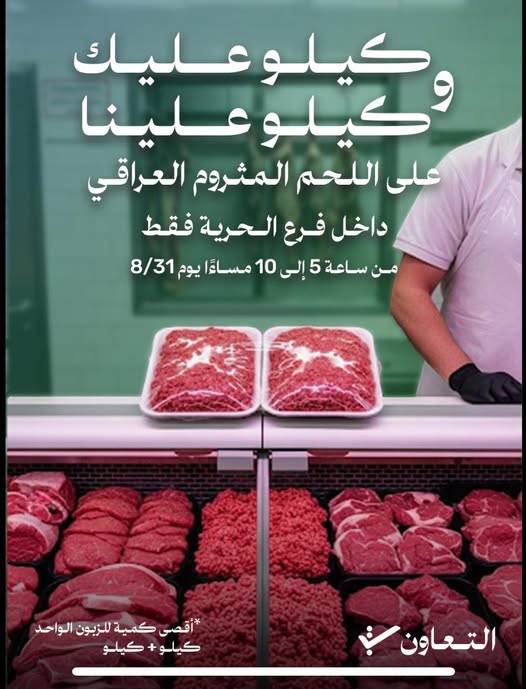 كيلو عليك
وكيلو علينا
على اللحم المثروم العراقي
داخل فرع الحرية فقط
من ساعة 5 إلى 10 مساءً يوم 8/31
*أقصى كمية للزبون الواحد
كيلو + كيلو
التعاون